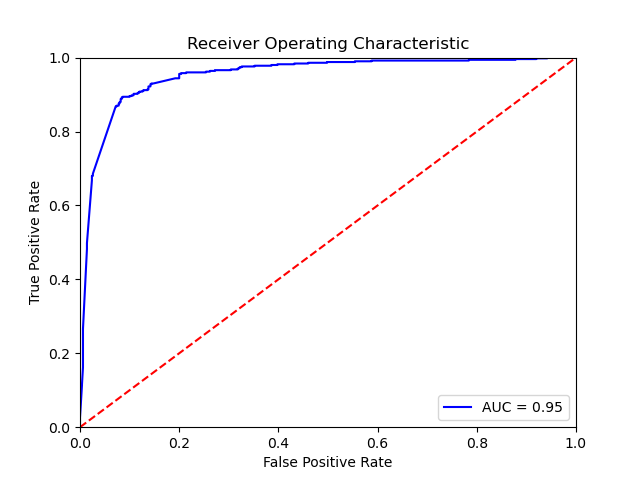 Receiver Operating Characteristic
1.0
0.8
0.6
0.4
0.2
0.0
True Positive Rate
AUC = 0.95
0.0 0.2 0.4 0.6 0.8 1.0
False Positive Rate